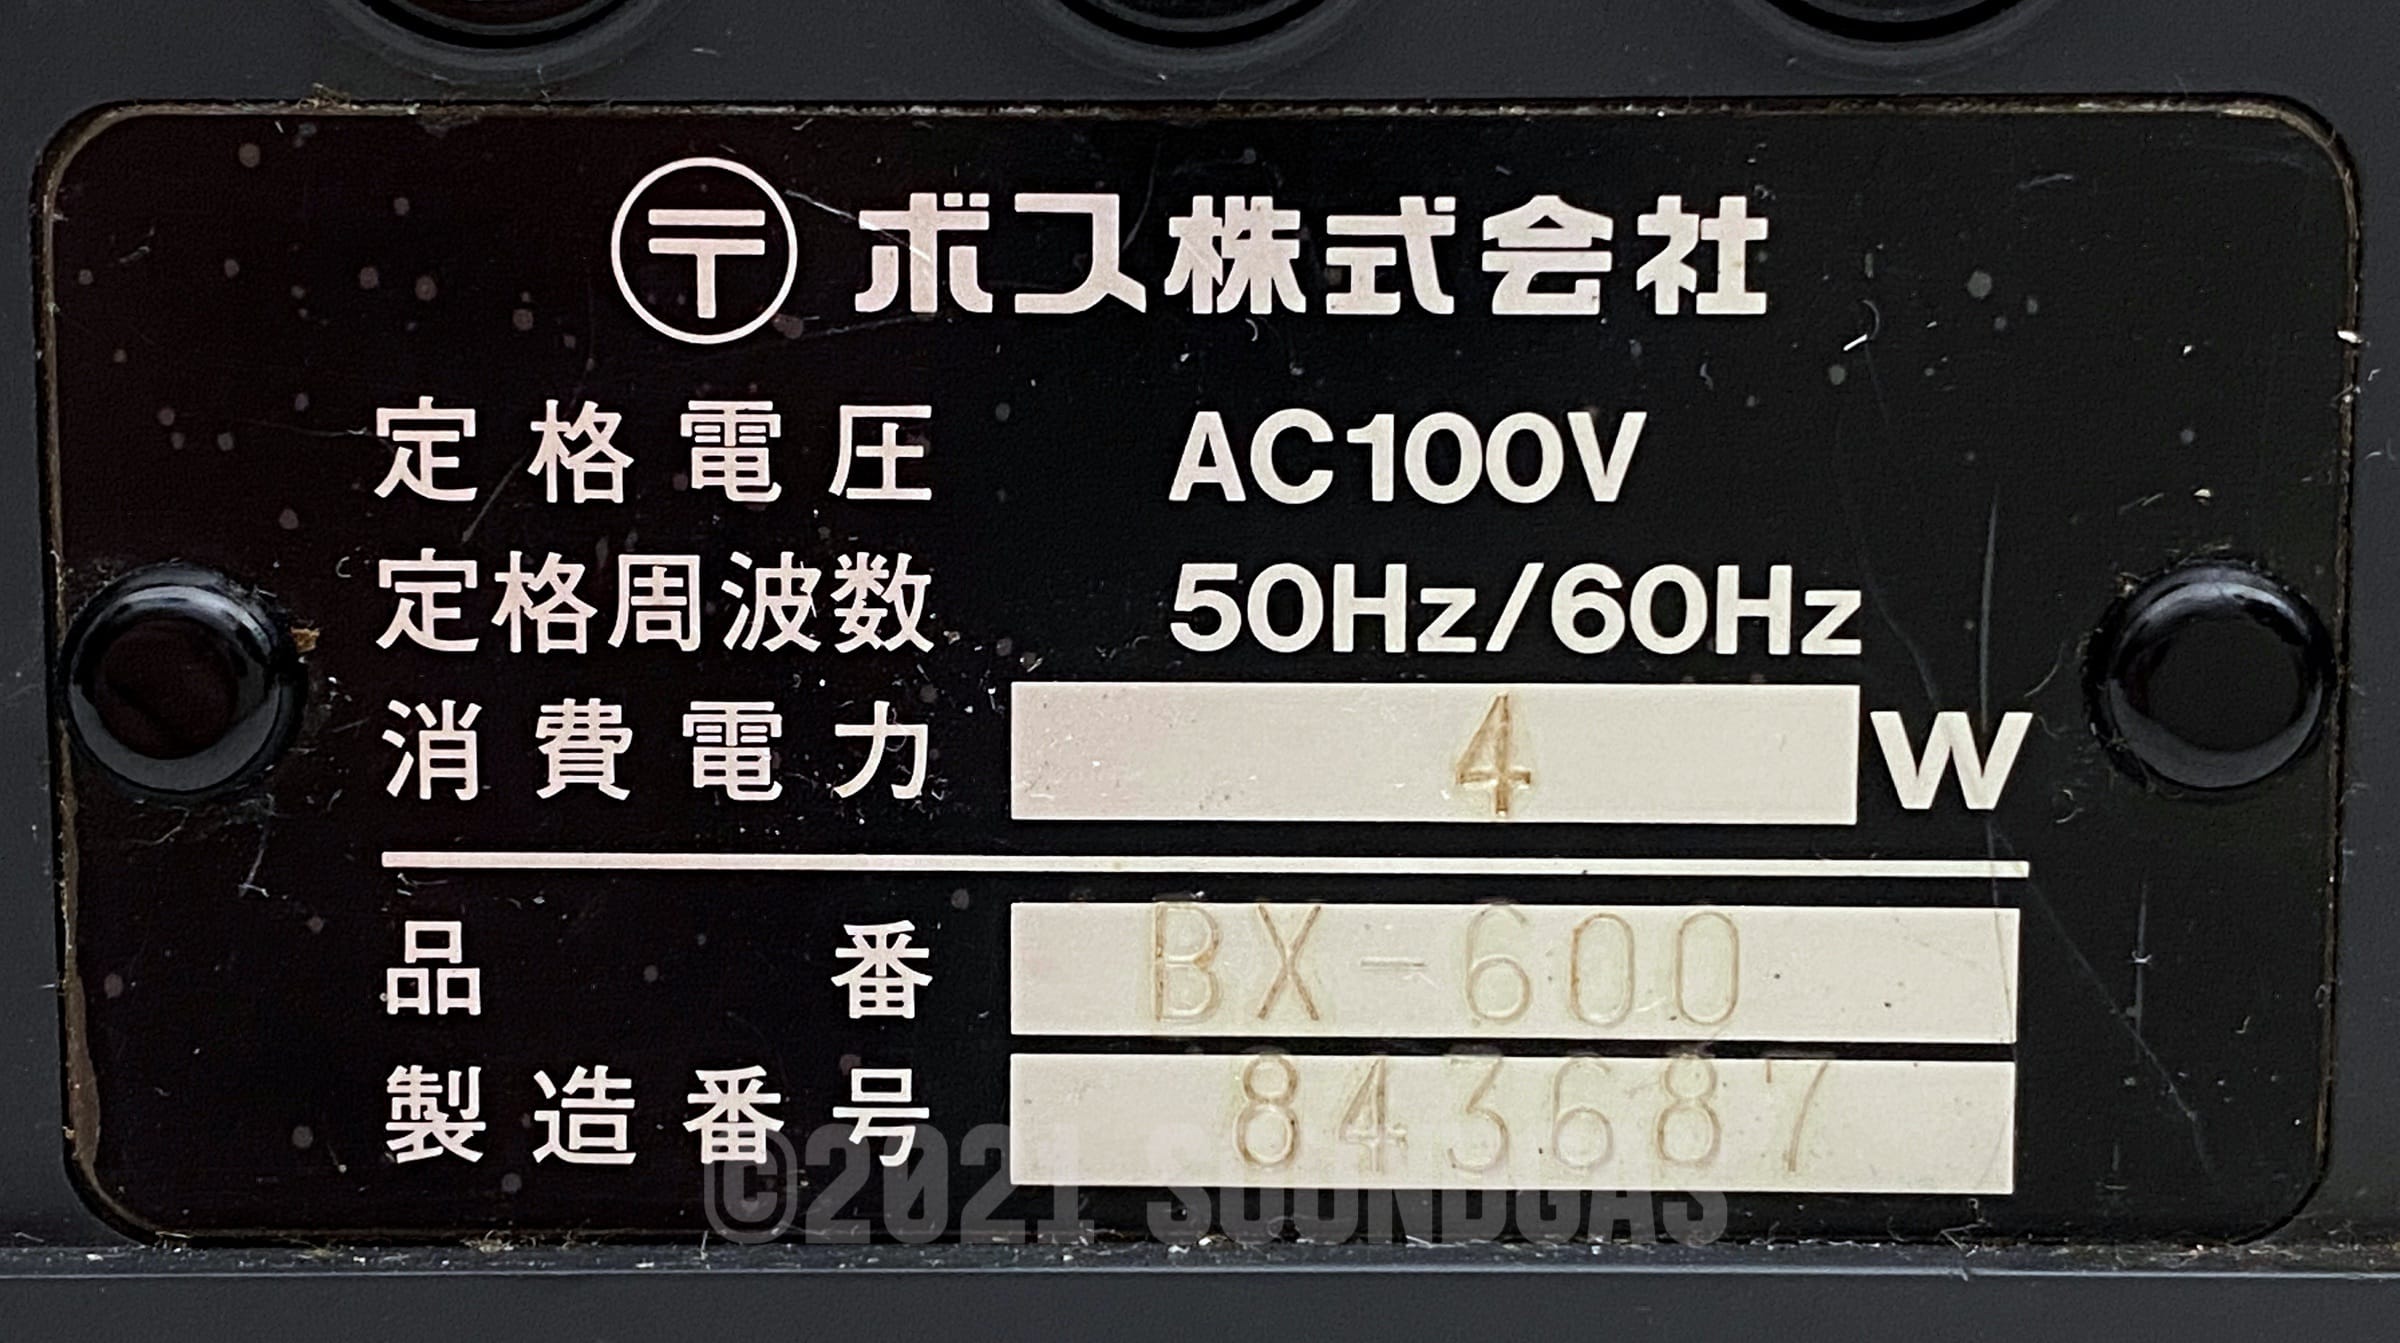 〒 ボス株式会社
定格電圧 AC100V
定格周波数 50Hz/60Hz
消費電力 4 W
品番 BX-600
製造番号 843687
©2021 SOUNDGAS